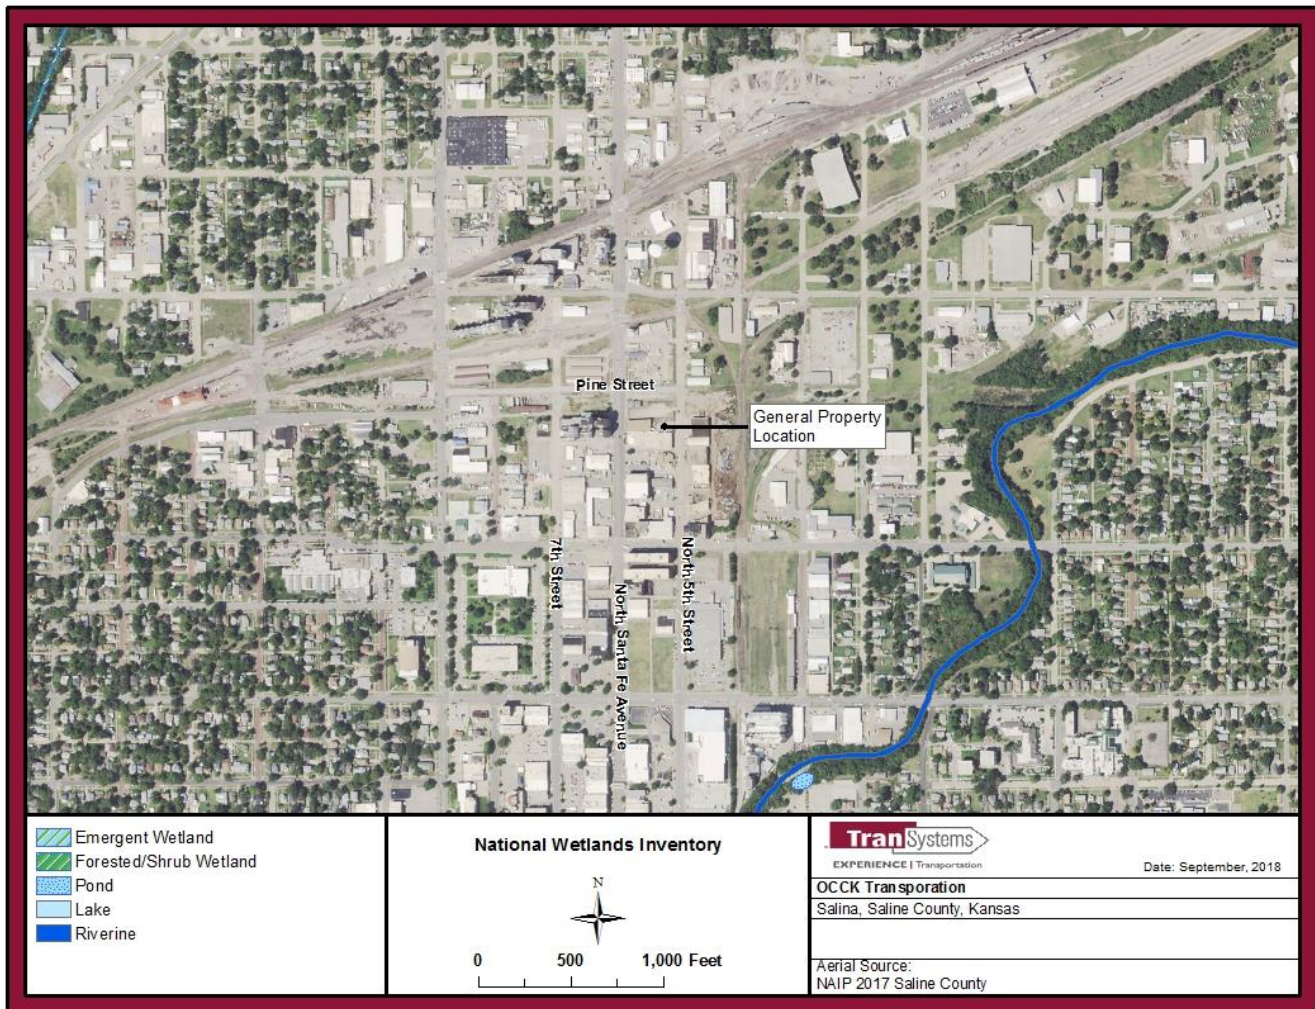 Pine Street
General Property
Location
7th Street
North Santa Fe Avenue
North 5th Street
Emergent Wetland
Forested/Shrub Wetland
Pond
Lake
Riverine
National Wetlands Inventory
N
0 500 1,000 Feet
TranSystems
EXPERIENCE | Transportation
Date: September, 2018
OCCK Transporation
Salina, Saline County, Kansas
Aerial Source:
NAIP 2017 Saline County